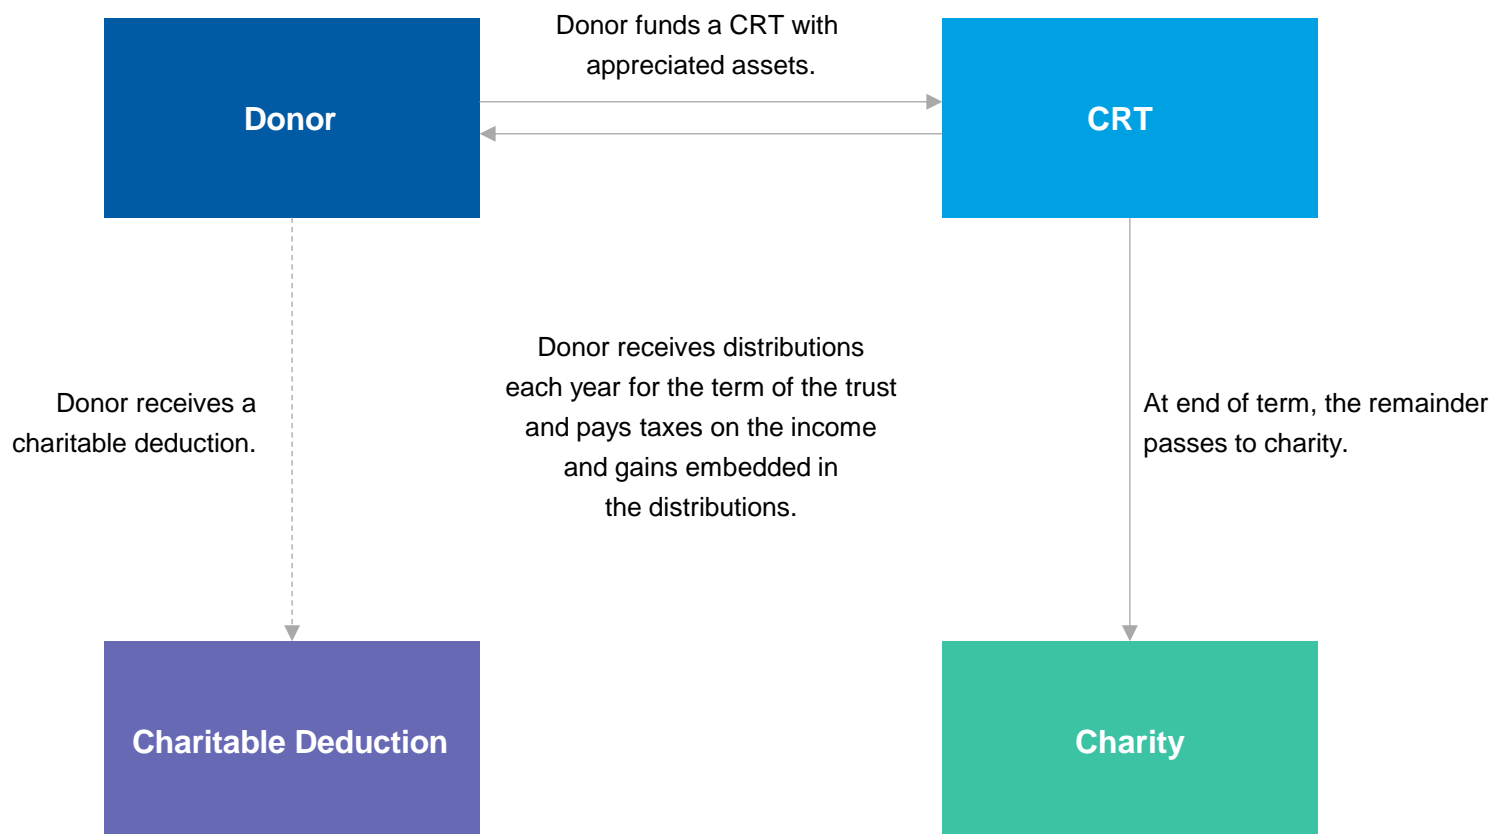 Donor funds a CRT with
appreciated assets.
Donor
CRT
Donor receives a
charitable deduction.
Donor receives distributions
each year for the term of the trust
and pays taxes on the income
and gains embedded in
the distributions.
At end of term, the remainder
passes to charity.
Charitable Deduction
Charity